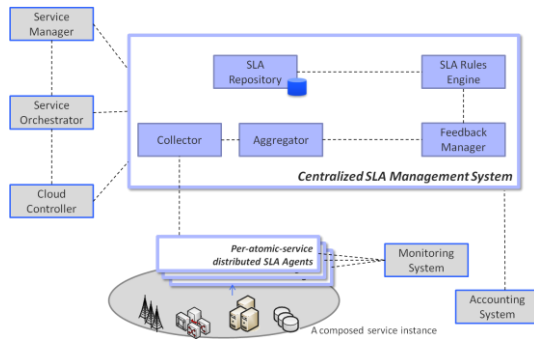 Service
Manager
SLA
Repository
SLA Rules
Engine
Service
Orchestrator
Collector
Aggregator
Feedback
Manager
Centralized SLA Management System
Cloud
Controller
Per-atomic-service
distributed SLA Agents
Monitoring
System
Accounting
System
A composed service instance